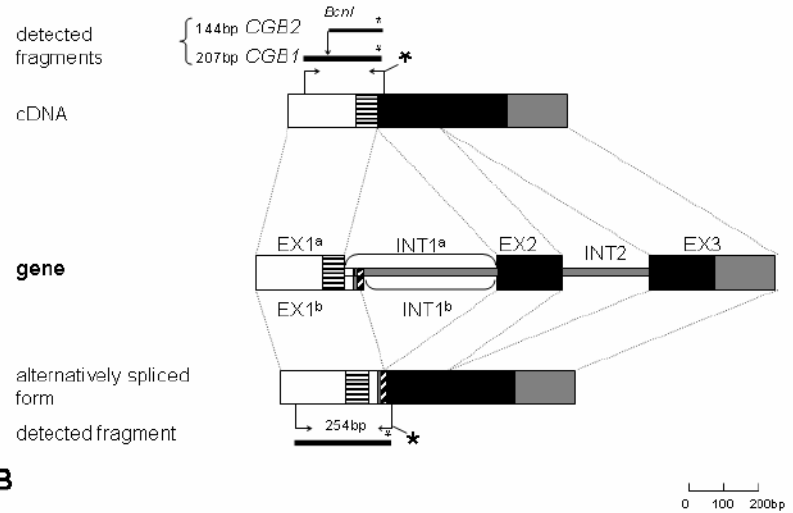 BcnI
*
detected
fragments
144bp CGB2
*
207bp CGB1
*
cDNA
EX1a INT1a EX2 INT2 EX3
gene
EX1b INT1b
alternatively spliced
form
detected fragment
254bp
*
*
B
0 100 200bp